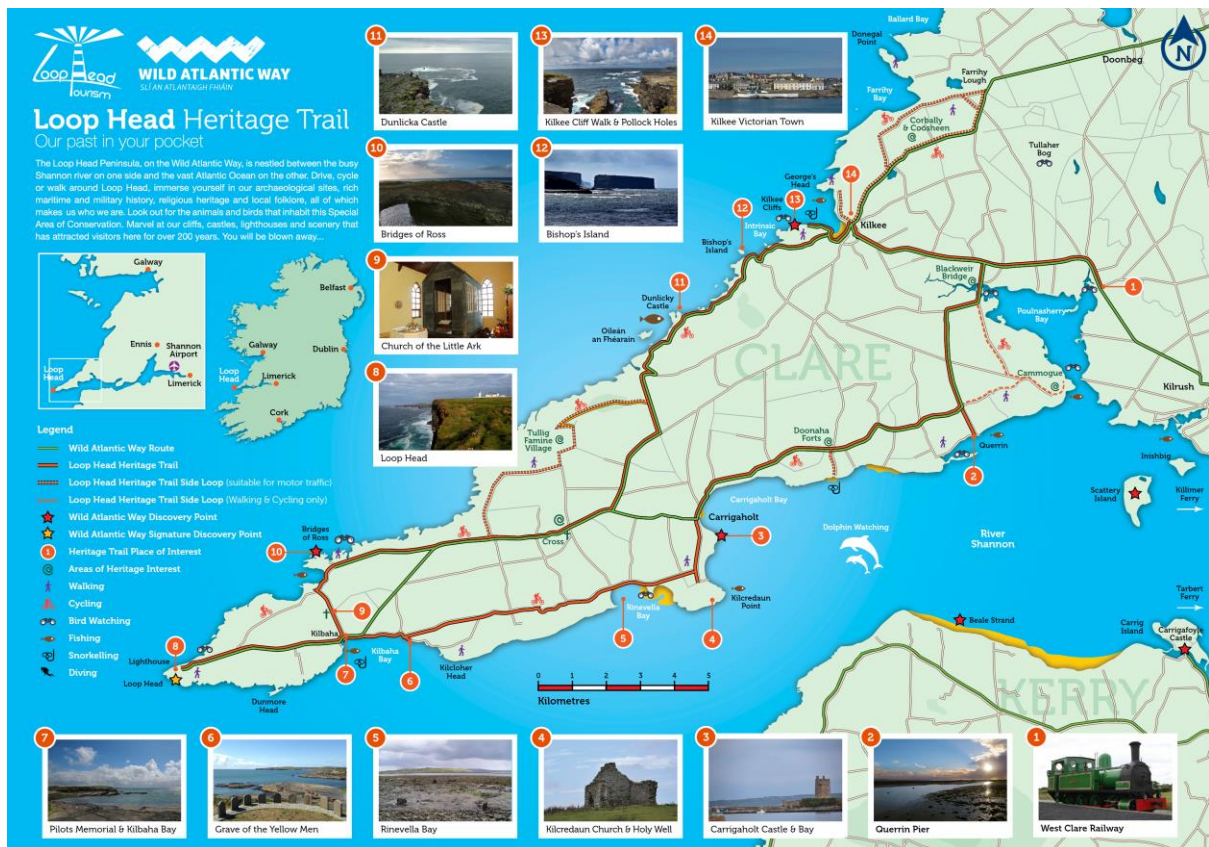 Loop Head Tourism
WILD ATLANTIC WAY
SLÍ AN ATLANTAIGH FHIÁIN
Loop Head Heritage Trail
Our past in your pocket
The Loop Head Peninsula, on the Wild Atlantic Way, is nestled between the busy
Shannon river on one side and the vast Atlantic Ocean on the other. Drive, cycle
or walk around Loop Head, immerse yourself in our archaeological sites, rich
maritime and military history, religious heritage and local folklore, all of which
makes us who we are. Look out for the animals and birds that inhabit this Special
Area of Conservation. Marvel at our cliffs, castles, lighthouses and scenery that
has attracted visitors here for over 200 years. You will be blown away...
Galway
Ennis
Shannon
Airport
Limerick
Loop
Head
Belfast
Galway
Dublin
Loop
Head
Limerick
Cork
Legend
Wild Atlantic Way Route
Loop Head Heritage Trail
Loop Head Heritage Trail Side Loop (suitable for motor traffic)
Loop Head Heritage Trail Side Loop (Walking & Cycling only)
Wild Atlantic Way Discovery Point
Wild Atlantic Way Signature Discovery Point
1 Heritage Trail Place of Interest
Areas of Heritage Interest
Walking
Cycling
Bird Watching
Fishing
Snorkelling
Diving
11
Dunlicka Castle
13
Kilkee Cliff Walk & Pollock Holes
14
Kilkee Victorian Town
10
Bridges of Ross
12
Bishop's Island
9
Church of the Little Ark
8
Loop Head
N
Ballard Bay
Donegal
Point
Doonbeg
Farrihy
Lough
Farrihy
Bay
Corbally
& Coosheen
Tullaher
Bog
George's
Head
14
Kilkee
Cliffs
13
12
Intrinsic
Bay
Kilkee
Bishop's
Island
Blackweir
Bridge
1
11
Dunlicky
Castle
Poulnasherry
Bay
Oileán
an Fhéarain
CLARE
Cammogue
Kilrush
Tullig
Famine
Village
Doonaha
Forts
Querrin
Inishbig
2
Scattery
Island
Killimer
Ferry
Carrigaholt Bay
Carrigaholt
Dolphin Watching
River
Shannon
3
Bridges
of Ross
10
Cross
Kilcredaun
Point
Tarbert
Ferry
Rinevella
Bay
5
4
9
Beale Strand
Carrig
Island
Carrigafoyle
Castle
Kilbaha
8
Lighthouse
Kilbaha
Bay
Loop Head
7
6
Kilcloher
Head
Dunmore
Head
0 1 2 3 4 5
Kilometres
KERRY
7
Pilots Memorial & Kilbaha Bay
6
Grave of the Yellow Men
5
Rinevella Bay
4
Kilcredaun Church & Holy Well
3
Carrigaholt Castle & Bay
2
Querrin Pier
1
West Clare Railway